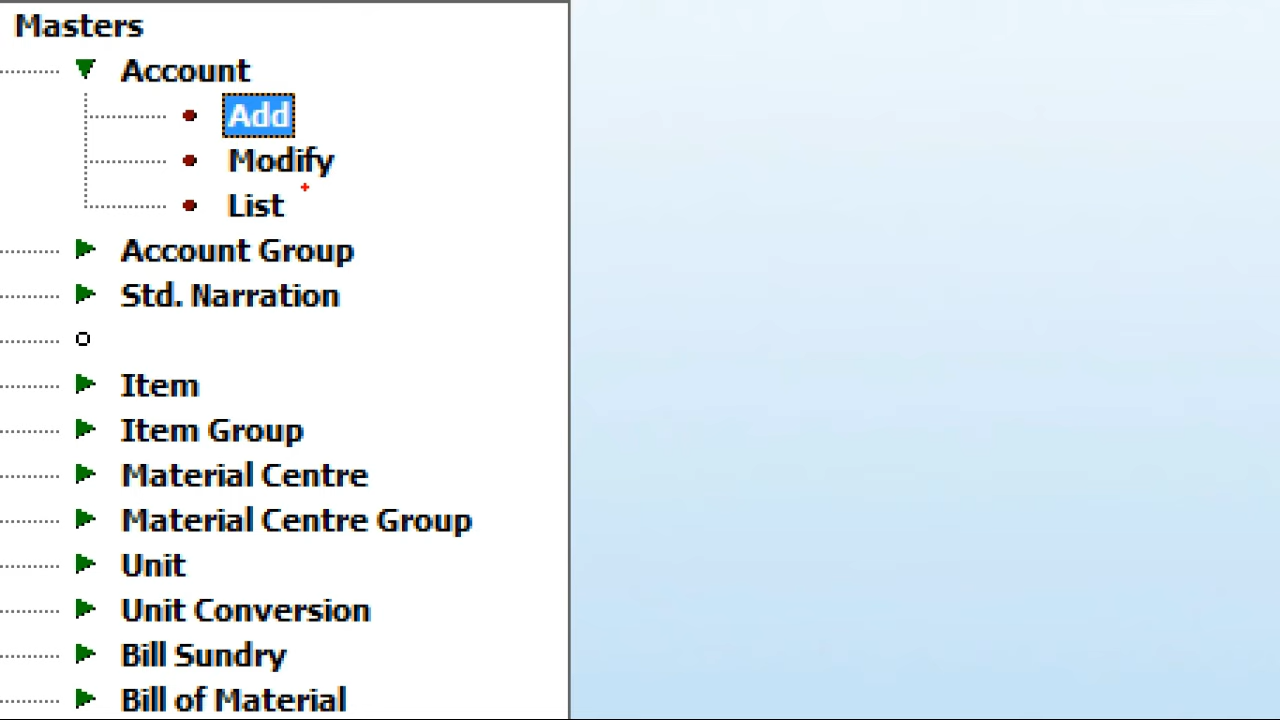 Masters
Account
Add
Modify
List
Account Group
Std. Narration
Item
Item Group
Material Centre
Material Centre Group
Unit
Unit Conversion
Bill Sundry
Bill of Material